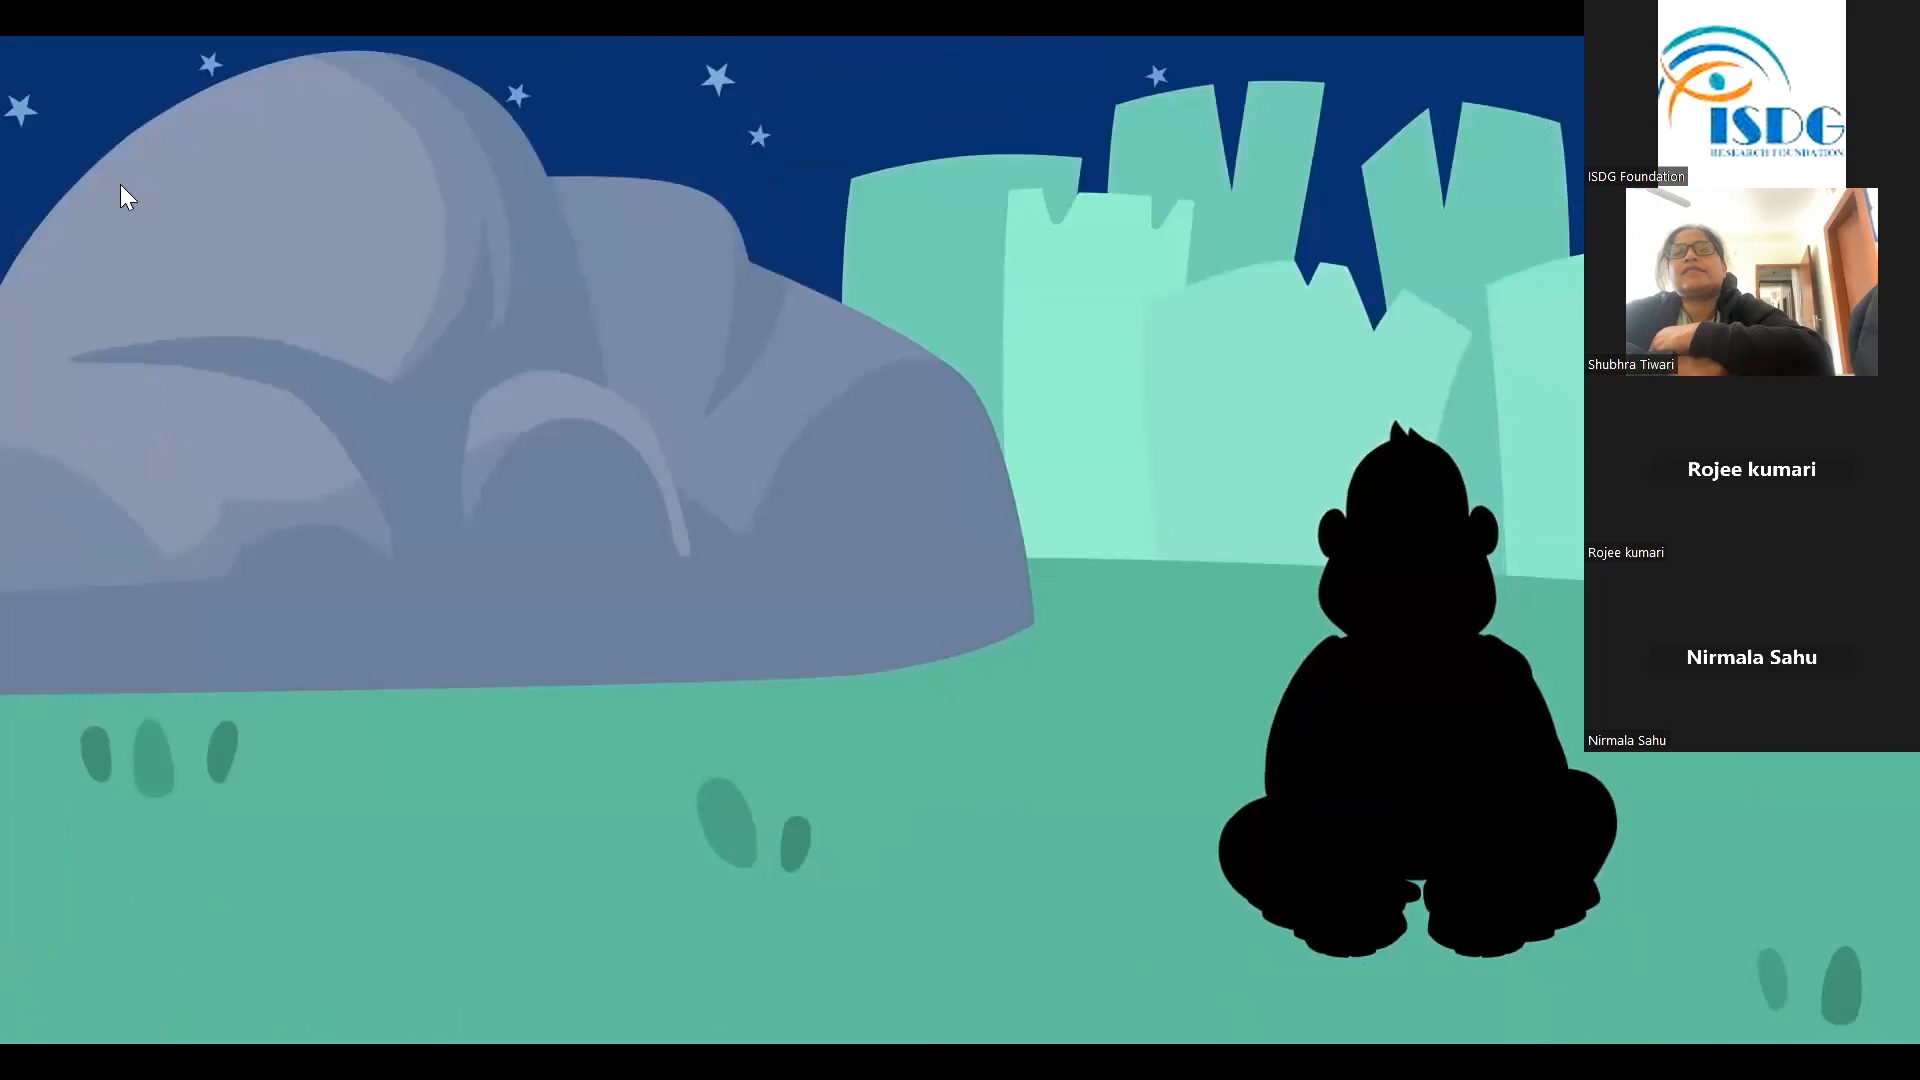 ISDG
RESEARCH FOUNDATION
ISDG Foundation
Shubhra Tiwari
Rojee kumari
Rojee kumari
Nirmala Sahu
Nirmala Sahu